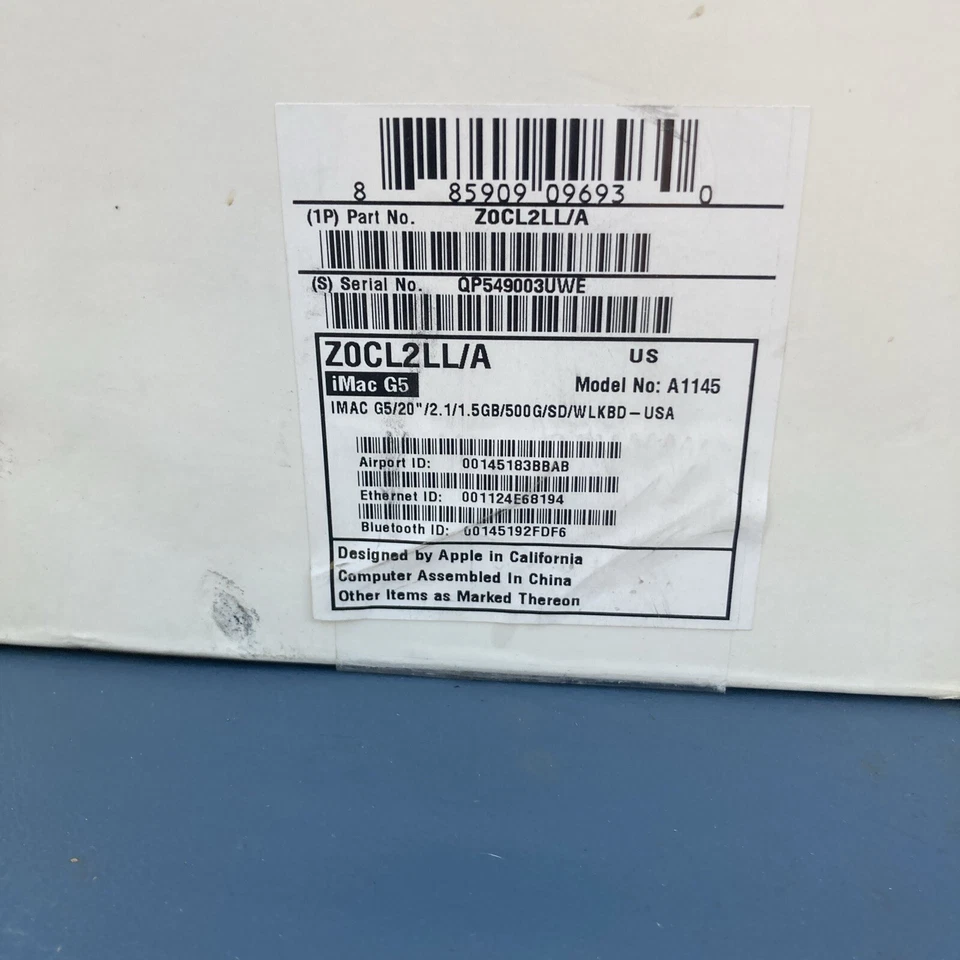 8 85909 09693 0
(1P) Part No. Z0CL2LL/A
(S) Serial No. QP549003UWE
Z0CL2LL/A US
iMac G5 Model No: A1145
IMAC G5/20"/2.1/1.5GB/500G/SD/WLKBD-USA
Airport ID: 00145183BBAB
Ethernet ID: 001124E68194
Bluetooth ID: 00145192FDF6
Designed by Apple in California
Computer Assembled In China
Other Items as Marked Thereon